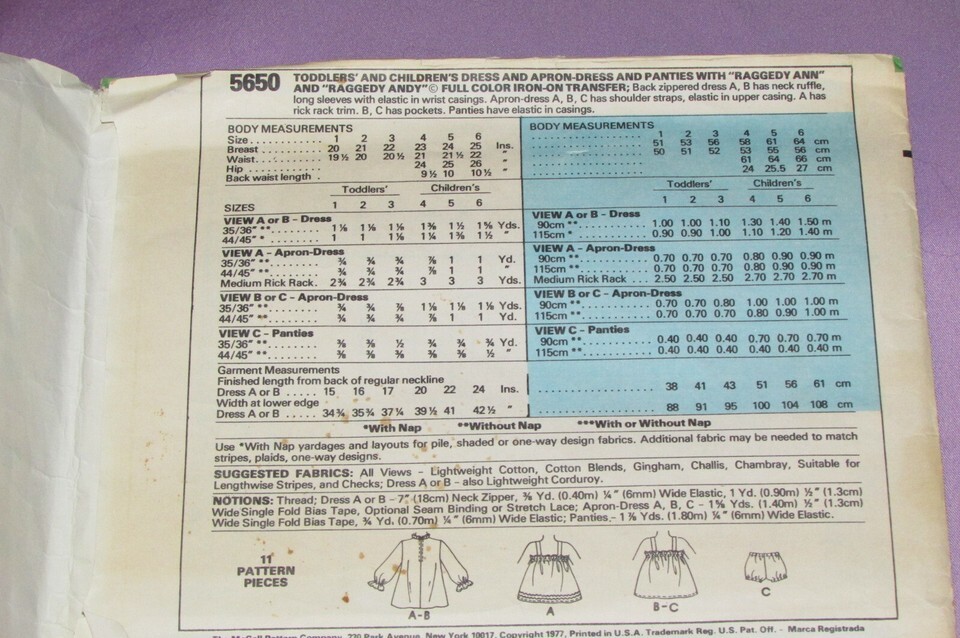 5650 TODDLERS' AND CHILDREN'S DRESS AND APRON-DRESS AND PANTIES WITH "RAGGEDY ANN"
AND "RAGGEDY ANDY"© FULL COLOR IRON-ON TRANSFER; Back zippered dress A, B has neck ruffle,
long sleeves with elastic in wrist casings. Apron-dress A, B, C has shoulder straps, elastic in upper casing. A has
rick rack trim. B, C has pockets. Panties have elastic in casings.
BODY MEASUREMENTS
Size............ 1 2 3 4 5 6
Breast........... 20 21 22 23 24 25 Ins.
Waist........... 19½ 20 20½ 21 21½ 22 "
Hip............ 24 25 26 "
Back waist length . 9½ 10 10½ "
Toddlers' Children's
SIZES 1 2 3 4 5 6
VIEW A or B - Dress
35/36" **........ 1⅛ 1⅛ 1⅛ 1⅜ 1½ 1⅝ Yds.
44/45" *........ 1 1 1⅛ 1¼ 1⅜ 1½ "
VIEW A - Apron-Dress
35/36" **........ ¾ ¾ ¾ ⅞ 1 1 Yd.
44/45" **........ ¾ ¾ ¾ ⅞ 1 1 "
Medium Rick Rack. 2¾ 2¾ 2¾ 3 3 3 Yds.
VIEW B or C - Apron-Dress
35/36" **........ ¾ ¾ ⅞ 1⅛ 1⅛ 1⅛ Yds.
44/45" **........ ¾ ¾ ¾ ⅞ 1 1 Yd.
VIEW C - Panties
35/36" **........ ⅜ ⅜ ½ ¾ ¾ ¾ Yd.
44/45" **........ ⅜ ⅜ ⅜ ⅜ ⅜ ½ "
Garment Measurements
Finished length from back of regular neckline
Dress A or B ..... 15 16 17 20 22 24 Ins.
Width at lower edge
Dress A or B ..... 34¾ 35¾ 37¼ 39½ 41 42½ "
BODY MEASUREMENTS
1 2 3 4 5 6
51 53 56 58 61 64 cm
50 51 52 53 55 56 cm
61 64 66 cm
24 25.5 27 cm
Toddlers' Children's
1 2 3 4 5 6
VIEW A or B - Dress
90cm **.......... 1.00 1.00 1.10 1.30 1.40 1.50 m
115cm *.......... 0.90 0.90 1.00 1.10 1.20 1.40 m
VIEW A - Apron-Dress
90cm **.......... 0.70 0.70 0.70 0.80 0.90 0.90 m
115cm **.......... 0.70 0.70 0.70 0.80 0.90 0.90 m
Medium Rick Rack ... 2.50 2.50 2.50 2.70 2.70 2.70 m
VIEW B or C - Apron-Dress
90cm **.......... 0.70 0.70 0.80 1.00 1.00 1.00 m
115cm **.......... 0.70 0.70 0.70 0.80 0.90 1.00 m
VIEW C - Panties
90cm **.......... 0.40 0.40 0.40 0.70 0.70 0.70 m
115cm **.......... 0.40 0.40 0.40 0.40 0.40 0.40 m
38 41 43 51 56 61 cm
88 91 95 100 104 108 cm
*With Nap **Without Nap ***With or Without Nap
Use *With Nap yardages and layouts for pile, shaded or one-way design fabrics. Additional fabric may be needed to match
stripes, plaids, one-way designs.
SUGGESTED FABRICS: All Views - Lightweight Cotton, Cotton Blends, Gingham, Challis, Chambray, Suitable for
Lengthwise Stripes, and Checks; Dress A or B - also Lightweight Corduroy.
NOTIONS: Thread; Dress A or B - 7" (18cm) Neck Zipper, ⅜ Yd. (0.40m) ¼" (6mm) Wide Elastic, 1 Yd. (0.90m) ½" (1.3cm)
Wide Single Fold Bias Tape, Optional Seam Binding or Stretch Lace; Apron-Dress A, B, C - 1⅝ Yds. (1.40m) ½" (1.3cm)
Wide Single Fold Bias Tape, ¾ Yd. (0.70m) ¼" (6mm) Wide Elastic; Panties - 1⅞ Yds. (1.80m) ¼" (6mm) Wide Elastic.
11
PATTERN
PIECES
A-B
A
B-C
C
The McCall Pattern Company, 230 Park Avenue, New York 10017, Copyright 1977, Printed in U.S.A. Trademark Reg. U.S. Pat. Off. - Marca Registrada